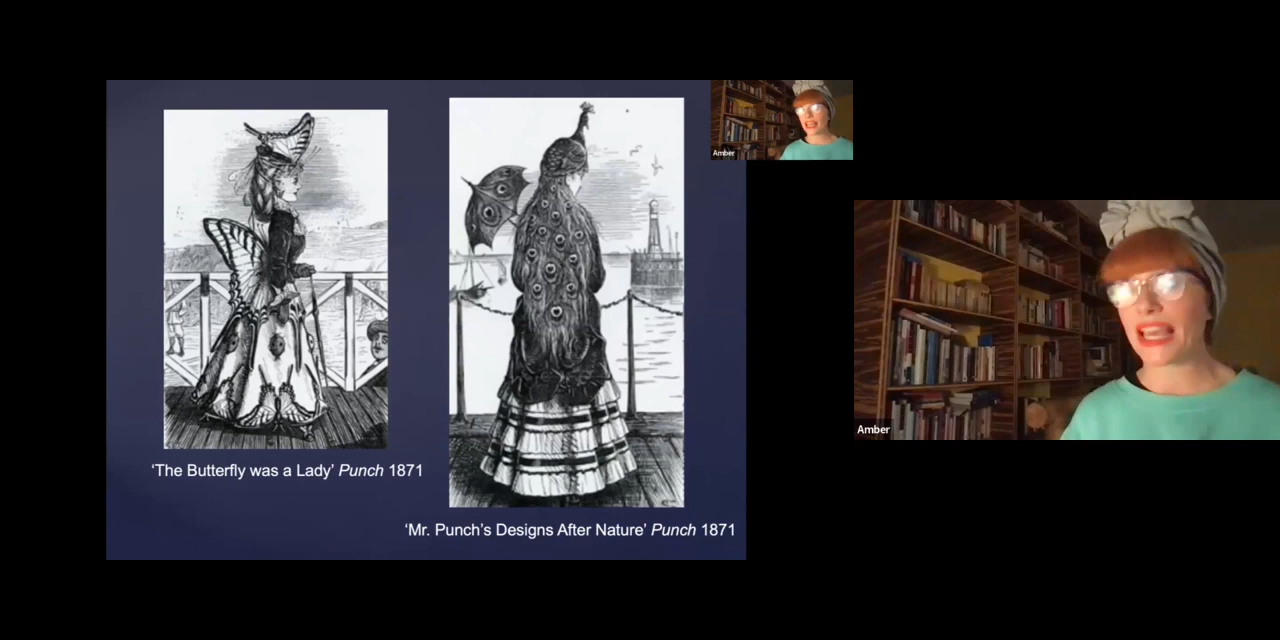 Amber
Amber
‘The Butterfly was a Lady’ Punch 1871
‘Mr. Punch’s Designs After Nature’ Punch 1871